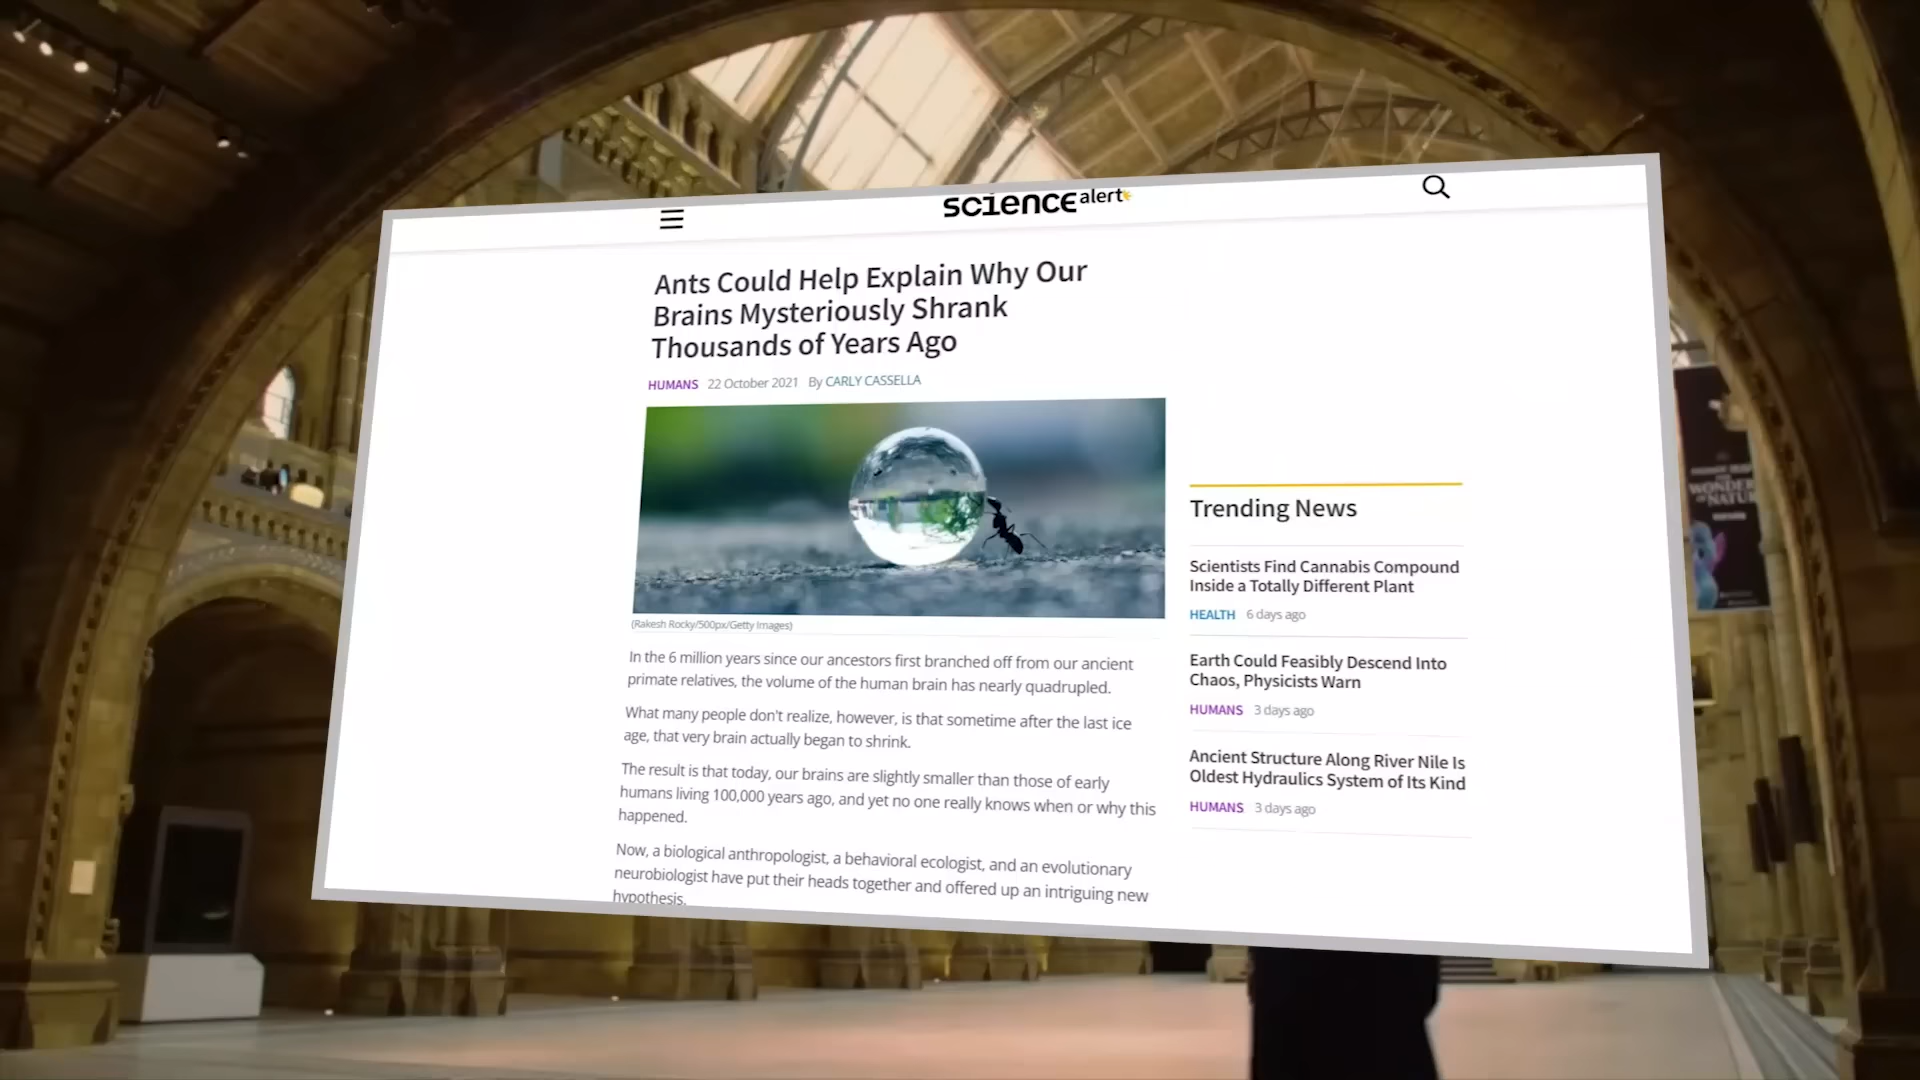 science alert
Ants Could Help Explain Why Our
Brains Mysteriously Shrank
Thousands of Years Ago
HUMANS 22 October 2021 By CARLY CASSELLA
(Rakesh Rocky/500px/Getty Images)
In the 6 million years since our ancestors first branched off from our ancient
primate relatives, the volume of the human brain has nearly quadrupled.
What many people don't realize, however, is that sometime after the last ice
age, that very brain actually began to shrink.
The result is that today, our brains are slightly smaller than those of early
humans living 100,000 years ago, and yet no one really knows when or why this
happened.
Now, a biological anthropologist, a behavioral ecologist, and an evolutionary
neurobiologist have put their heads together and offered up an intriguing new
hypothesis.
Trending News
Scientists Find Cannabis Compound
Inside a Totally Different Plant
HEALTH 6 days ago
Earth Could Feasibly Descend Into
Chaos, Physicists Warn
HUMANS 3 days ago
Ancient Structure Along River Nile Is
Oldest Hydraulics System of Its Kind
HUMANS 3 days ago
WONDER
OF NATUR